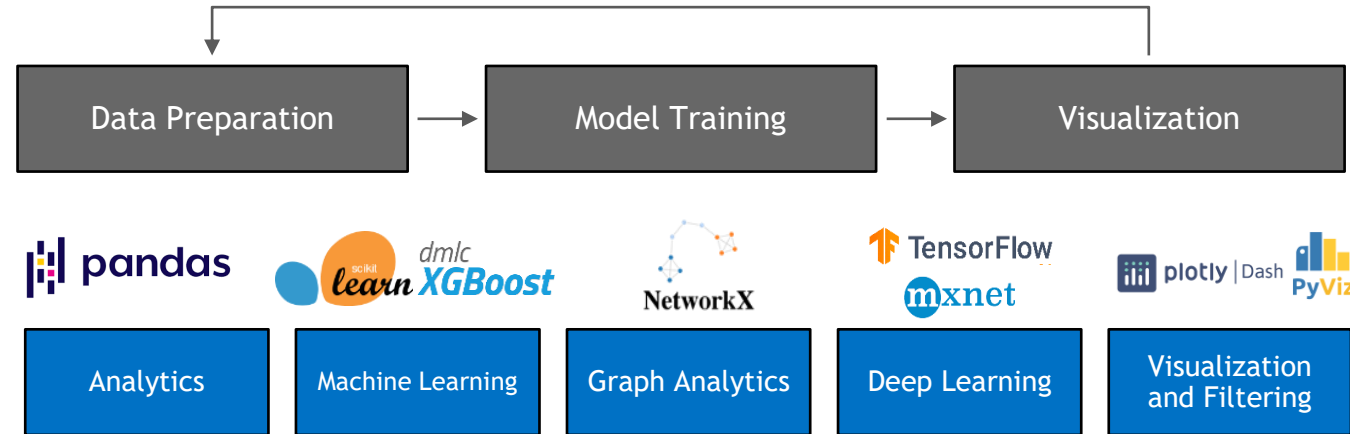 Data Preparation
Model Training
Visualization
pandas
scikit
learn
dmlc
XGBoost
NetworkX
TensorFlow
mxnet
plotly | Dash
PyViz
Analytics
Machine Learning
Graph Analytics
Deep Learning
Visualization
and Filtering